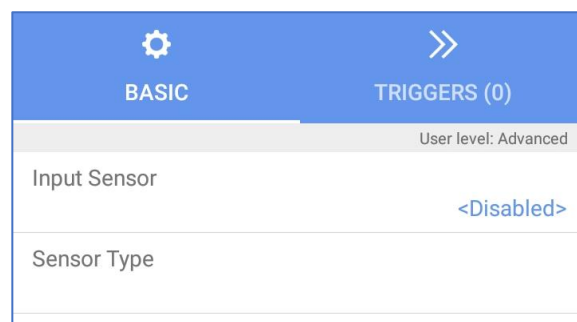 BASIC
TRIGGERS (0)
User level: Advanced
Input Sensor
<Disabled>
Sensor Type